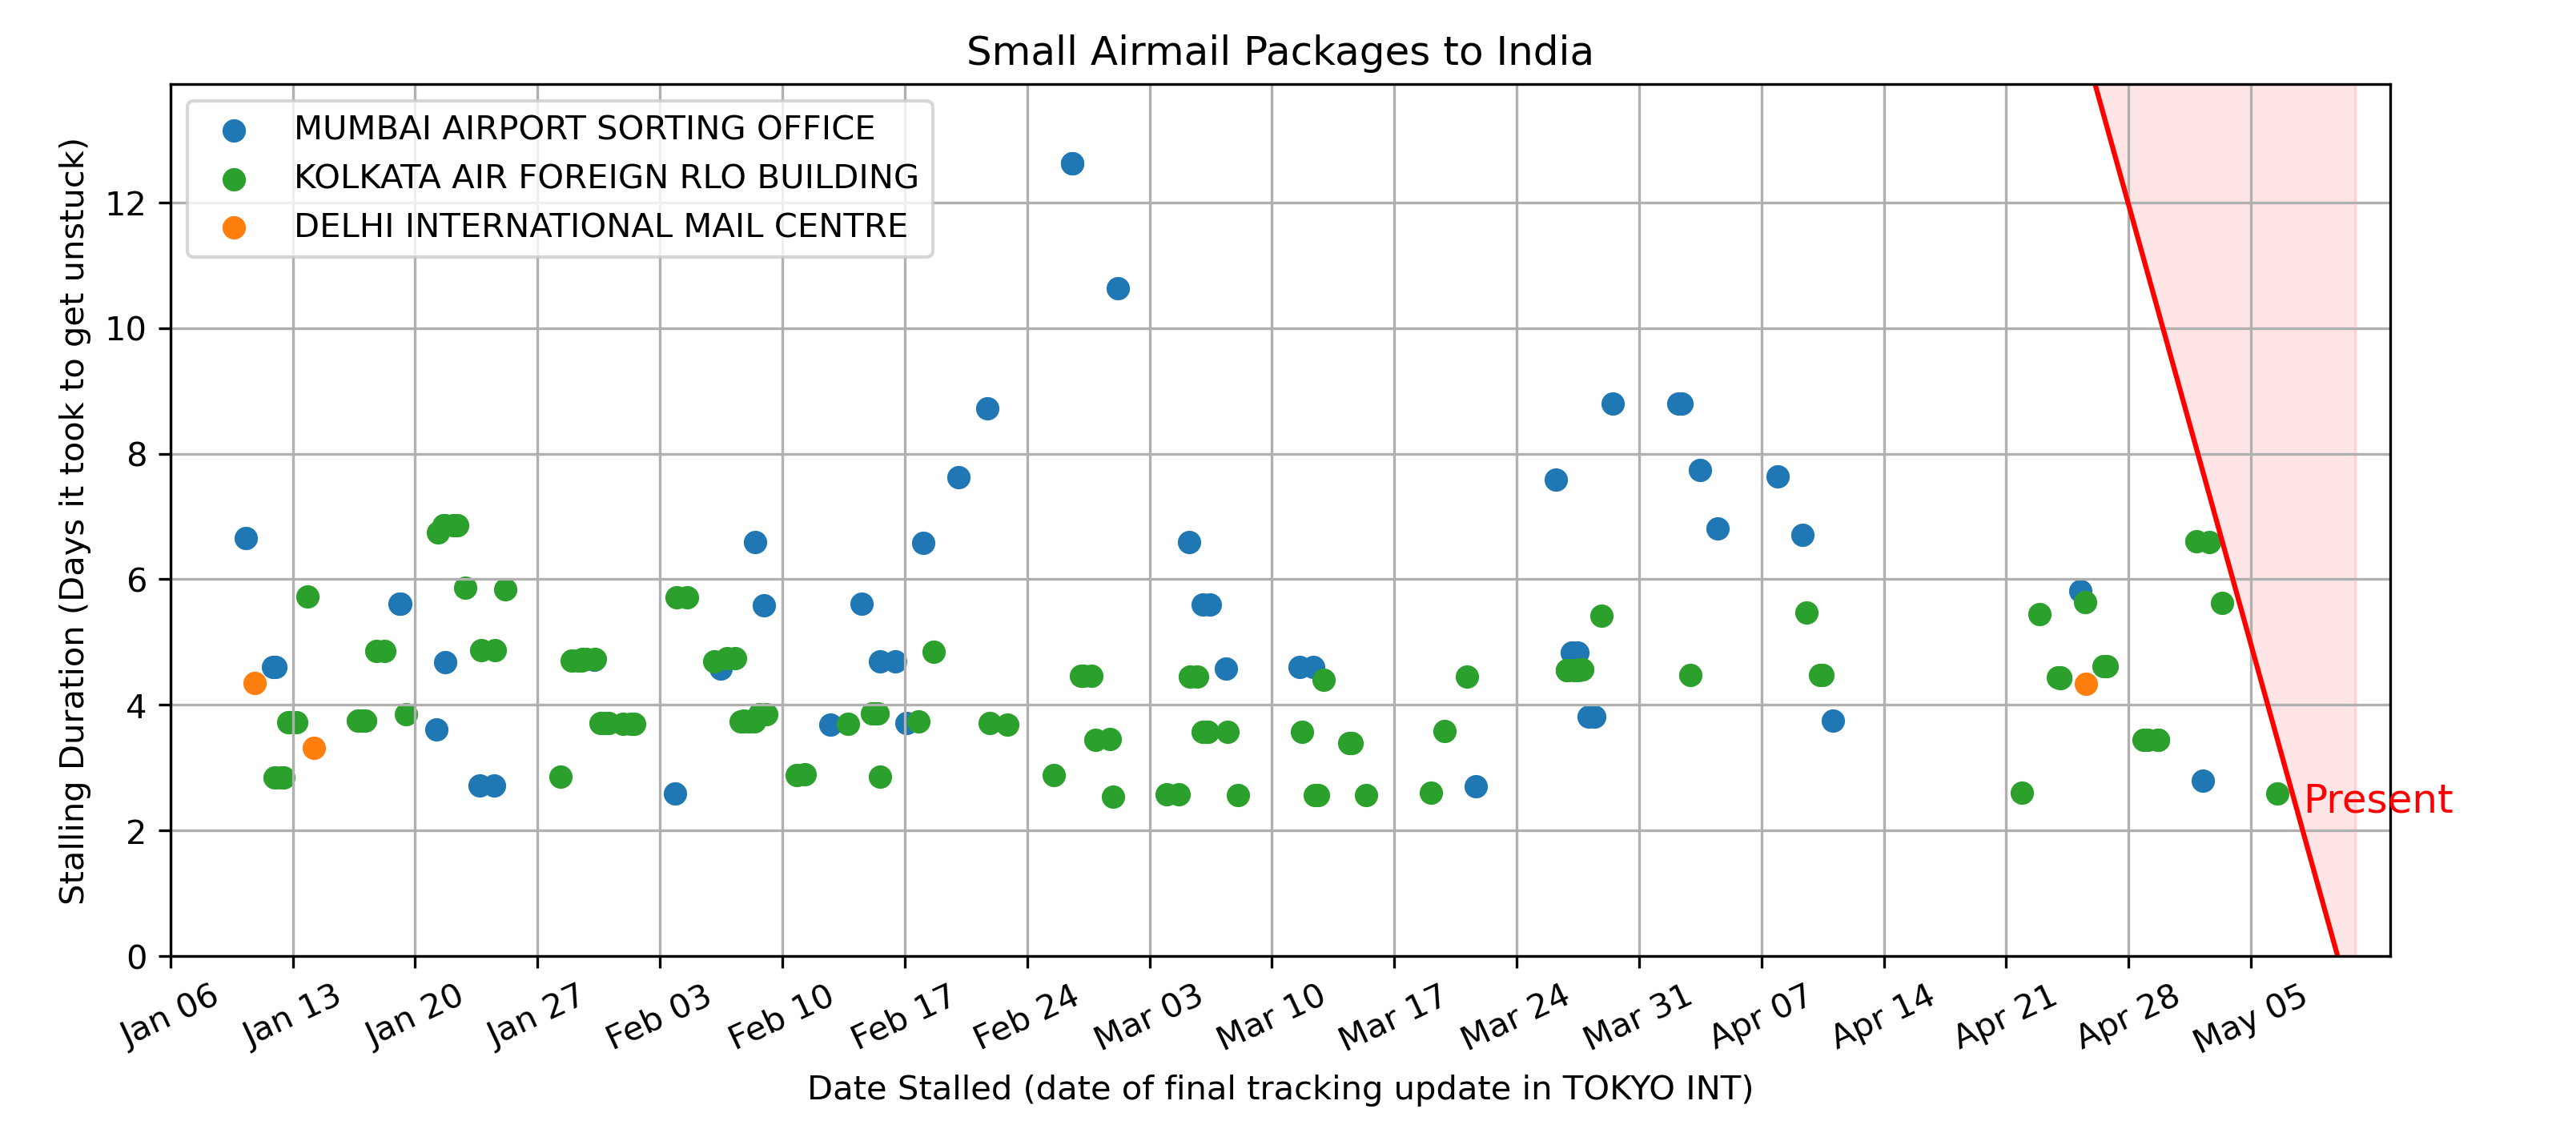 Small Airmail Packages to India
MUMBAI AIRPORT SORTING OFFICE
KOLKATA AIR FOREIGN RLO BUILDING
DELHI INTERNATIONAL MAIL CENTRE
Stalling Duration (Days it took to get unstuck)
12
10
8
6
4
2
0
Present
Jan 06
Jan 13
Jan 20
Jan 27
Feb 03
Feb 10
Feb 17
Feb 24
Mar 03
Mar 10
Mar 17
Mar 24
Mar 31
Apr 07
Apr 14
Apr 21
Apr 28
May 05
Date Stalled (date of final tracking update in TOKYO INT)